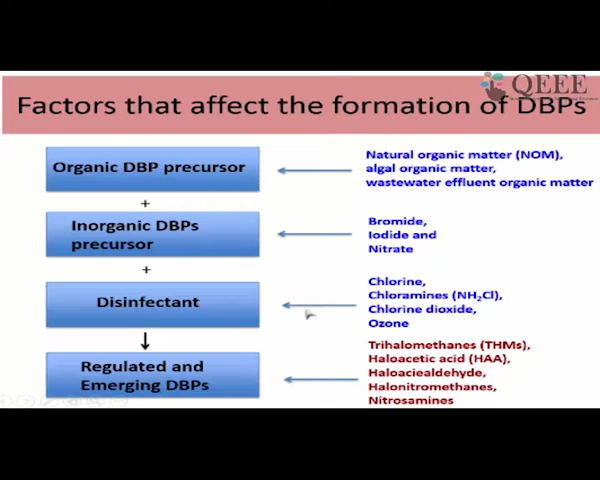 QEEE
Factors that affect the formation of DBPs
Organic DBP precursor
Natural organic matter (NOM),
algal organic matter,
wastewater effluent organic matter
+
Inorganic DBPs
precursor
Bromide,
Iodide and
Nitrate
+
Disinfectant
Chlorine,
Chloramines (NH₂Cl),
Chlorine dioxide,
Ozone
Regulated and
Emerging DBPs
Trihalomethanes (THMs),
Haloacetic acid (HAA),
Haloaciealdehyde,
Halonitromethanes,
Nitrosamines